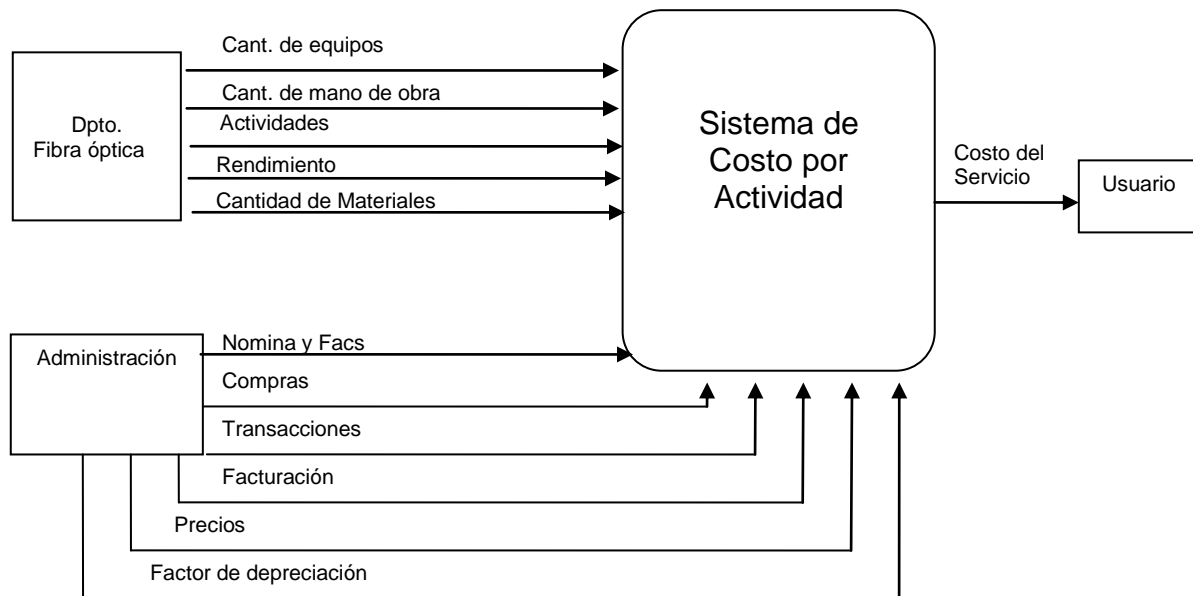 Cant. de equipos
Cant. de mano de obra
Dpto.
Fibra óptica
Actividades
Rendimiento
Cantidad de Materiales
Sistema de
Costo por
Actividad
Costo del
Servicio
Usuario
Administración
Nomina y Facs
Compras
Transacciones
Facturación
Precios
Factor de depreciación